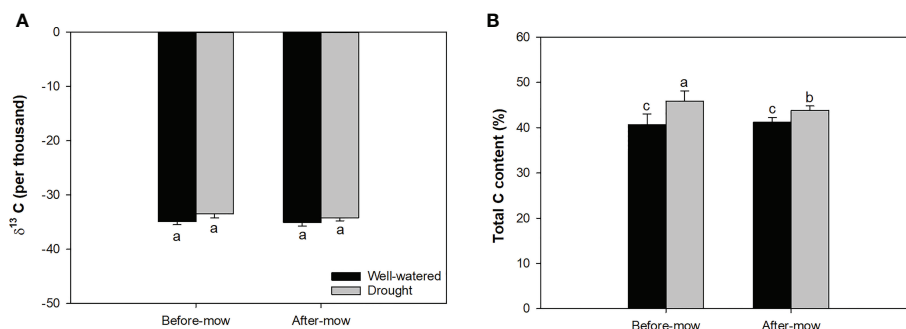 A
0
-10
-20
-30
-40
-50
δ13 C (per thousand)
a
a
a
a
Well-watered
Drought
Before-mow
After-mow
B
60
50
40
30
20
10
0
Total C content (%)
c
a
c
b
Before-mow
After-mow